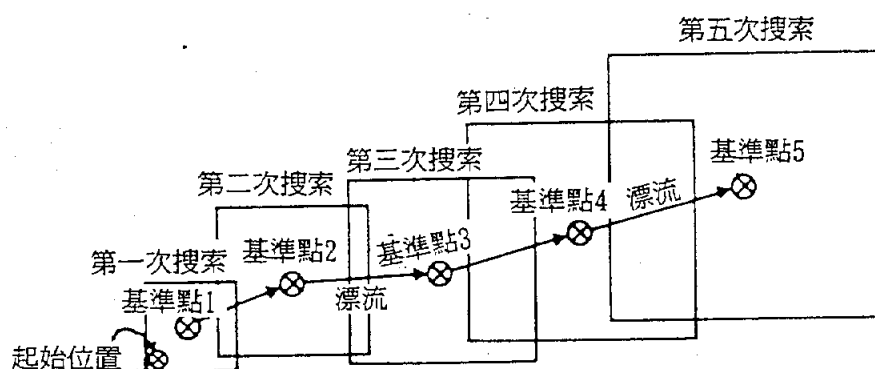 第五次搜索
第四次搜索
基準點5
第三次搜索
漂流
第二次搜索
基準點4
基準點3
基準點2
第一次搜索
漂流
基準點1
起始位置